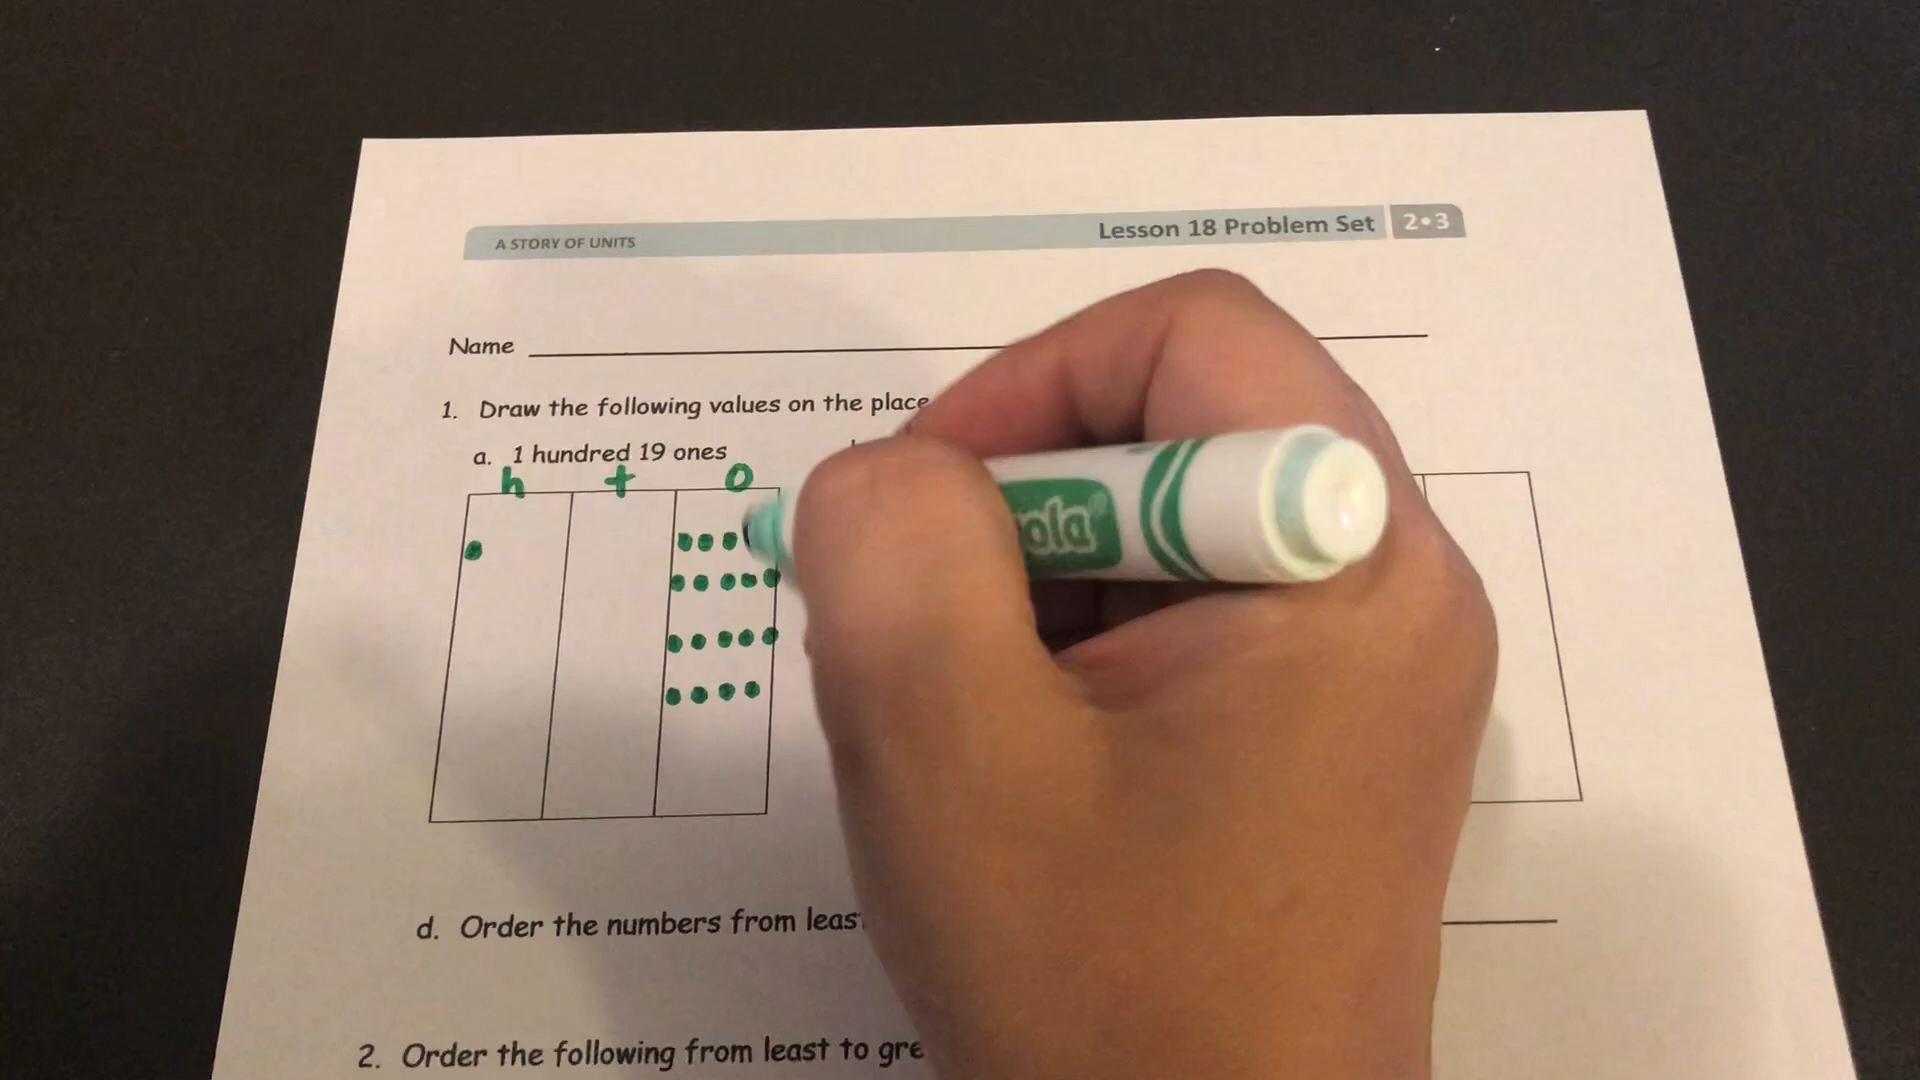 A STORY OF UNITS
Lesson 18 Problem Set 2•3
Name
1. Draw the following values on the place
a. 1 hundred 19 ones
h t o
ola
d. Order the numbers from leas
2. Order the following from least to gre